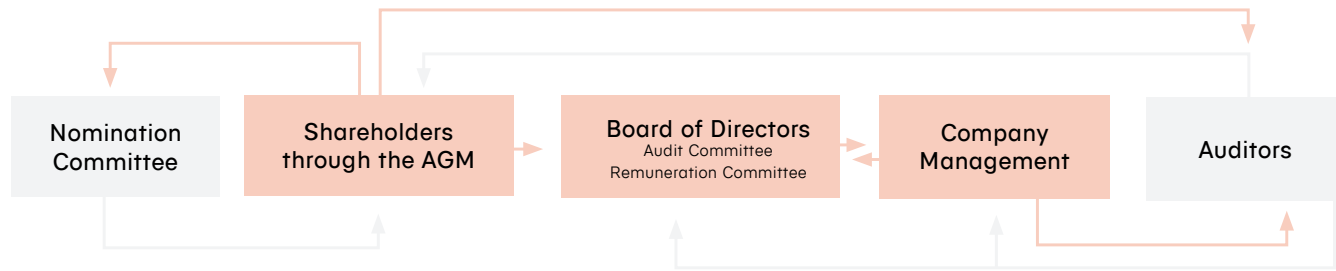 Nomination
Committee
Shareholders
through the AGM
Board of Directors
Audit Committee
Remuneration Committee
Company
Management
Auditors